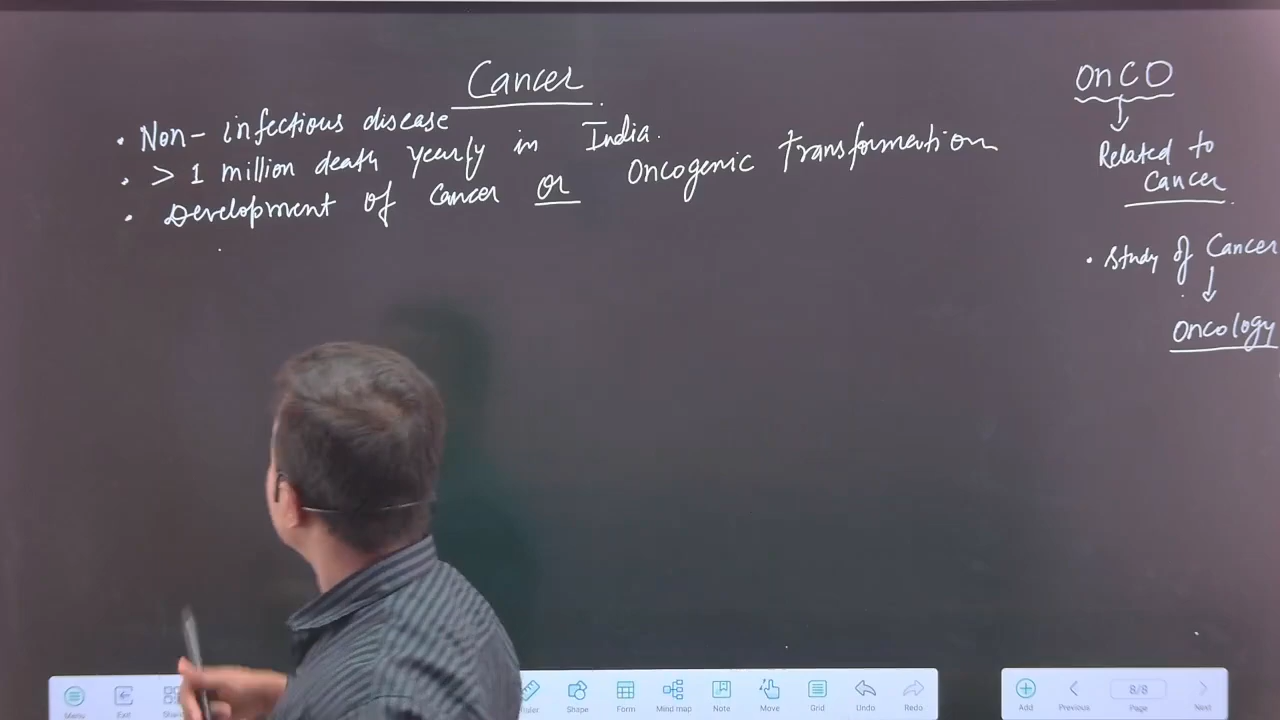 Cancer
• Non-infectious disease
• > 1 million death yearly in India.
• Development of Cancer or Oncogenic transformation
Onco
Related to
Cancer
• Study of Cancer
Oncology
Menu
Exit
Shape
Form
Mind map
Note
Move
Grid
Undo
Redo
Add
Previous
8/8
Page
Next